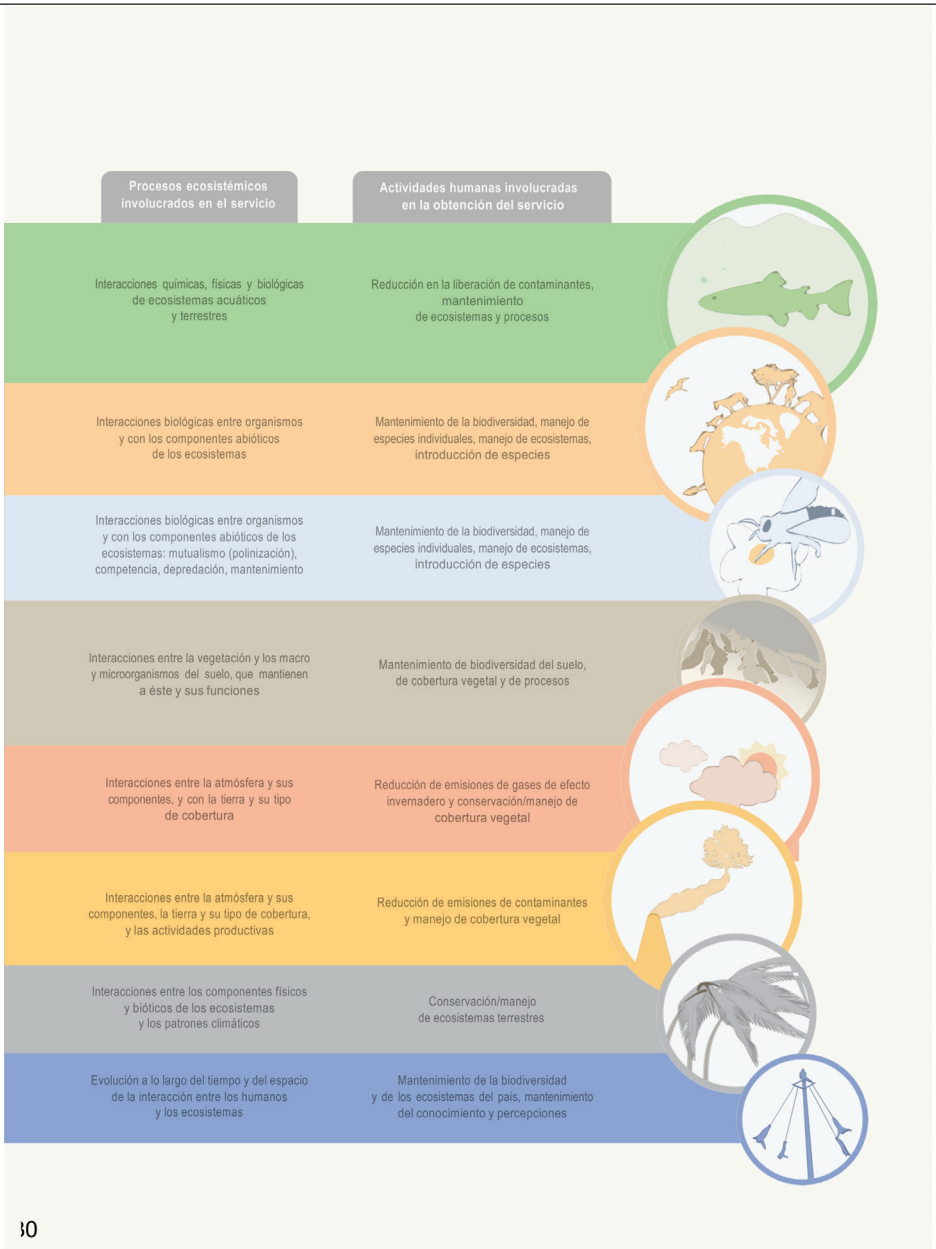 Procesos ecosistémicos
involucrados en el servicio
Actividades humanas involucradas
en la obtención del servicio
Interacciones químicas, físicas y biológicas
de ecosistemas acuáticos
y terrestres
Reducción en la liberación de contaminantes,
mantenimiento
de ecosistemas y procesos
Interacciones biológicas entre organismos
y con los componentes abióticos
de los ecosistemas
Mantenimiento de la biodiversidad, manejo de
especies individuales, manejo de ecosistemas,
introducción de especies
Interacciones biológicas entre organismos
y con los componentes abióticos de los
ecosistemas: mutualismo (polinización),
competencia, depredación, mantenimiento
Mantenimiento de la biodiversidad, manejo de
especies individuales, manejo de ecosistemas,
introducción de especies
Interacciones entre la vegetación y los macro
y microorganismos del suelo, que mantienen
a éste y sus funciones
Mantenimiento de biodiversidad del suelo,
de cobertura vegetal y de procesos
Interacciones entre la atmósfera y sus
componentes, y con la tierra y su tipo
de cobertura
Reducción de emisiones de gases de efecto
invernadero y conservación/manejo de
cobertura vegetal
Interacciones entre la atmósfera y sus
componentes, la tierra y su tipo de cobertura,
y las actividades productivas
Reducción de emisiones de contaminantes
y manejo de cobertura vegetal
Interacciones entre los componentes físicos
y bióticos de los ecosistemas
y los patrones climáticos
Conservación/manejo
de ecosistemas terrestres
Evolución a lo largo del tiempo y del espacio
de la interacción entre los humanos
y los ecosistemas
Mantenimiento de la biodiversidad
y de los ecosistemas del país, mantenimiento
del conocimiento y percepciones